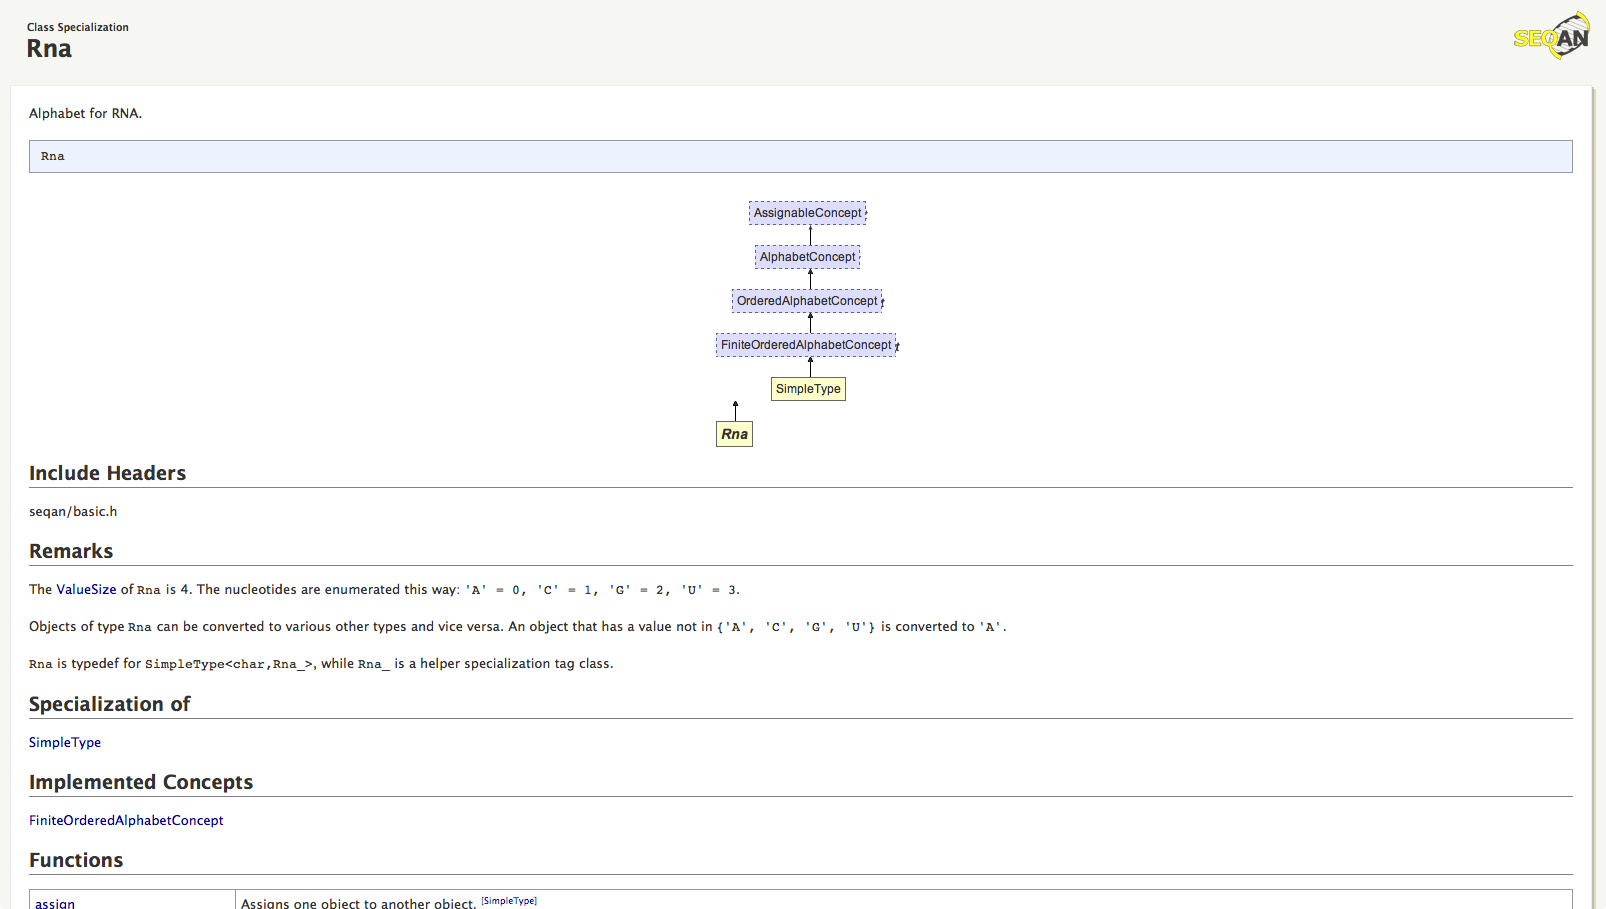 Class Specialization
Rna
SEQAN
Alphabet for RNA.
Rna
AssignableConcept
AlphabetConcept
OrderedAlphabetConcept
FiniteOrderedAlphabetConcept
SimpleType
Rna
Include Headers
seqan/basic.h
Remarks
The ValueSize of Rna is 4. The nucleotides are enumerated this way: 'A' = 0, 'C' = 1, 'G' = 2, 'U' = 3.
Objects of type Rna can be converted to various other types and vice versa. An object that has a value not in {'A', 'C', 'G', 'U'} is converted to 'A'.
Rna is typedef for SimpleType<char,Rna_>, while Rna_ is a helper specialization tag class.
Specialization of
SimpleType
Implemented Concepts
FiniteOrderedAlphabetConcept
Functions
assign Assigns one object to another object. [SimpleType]